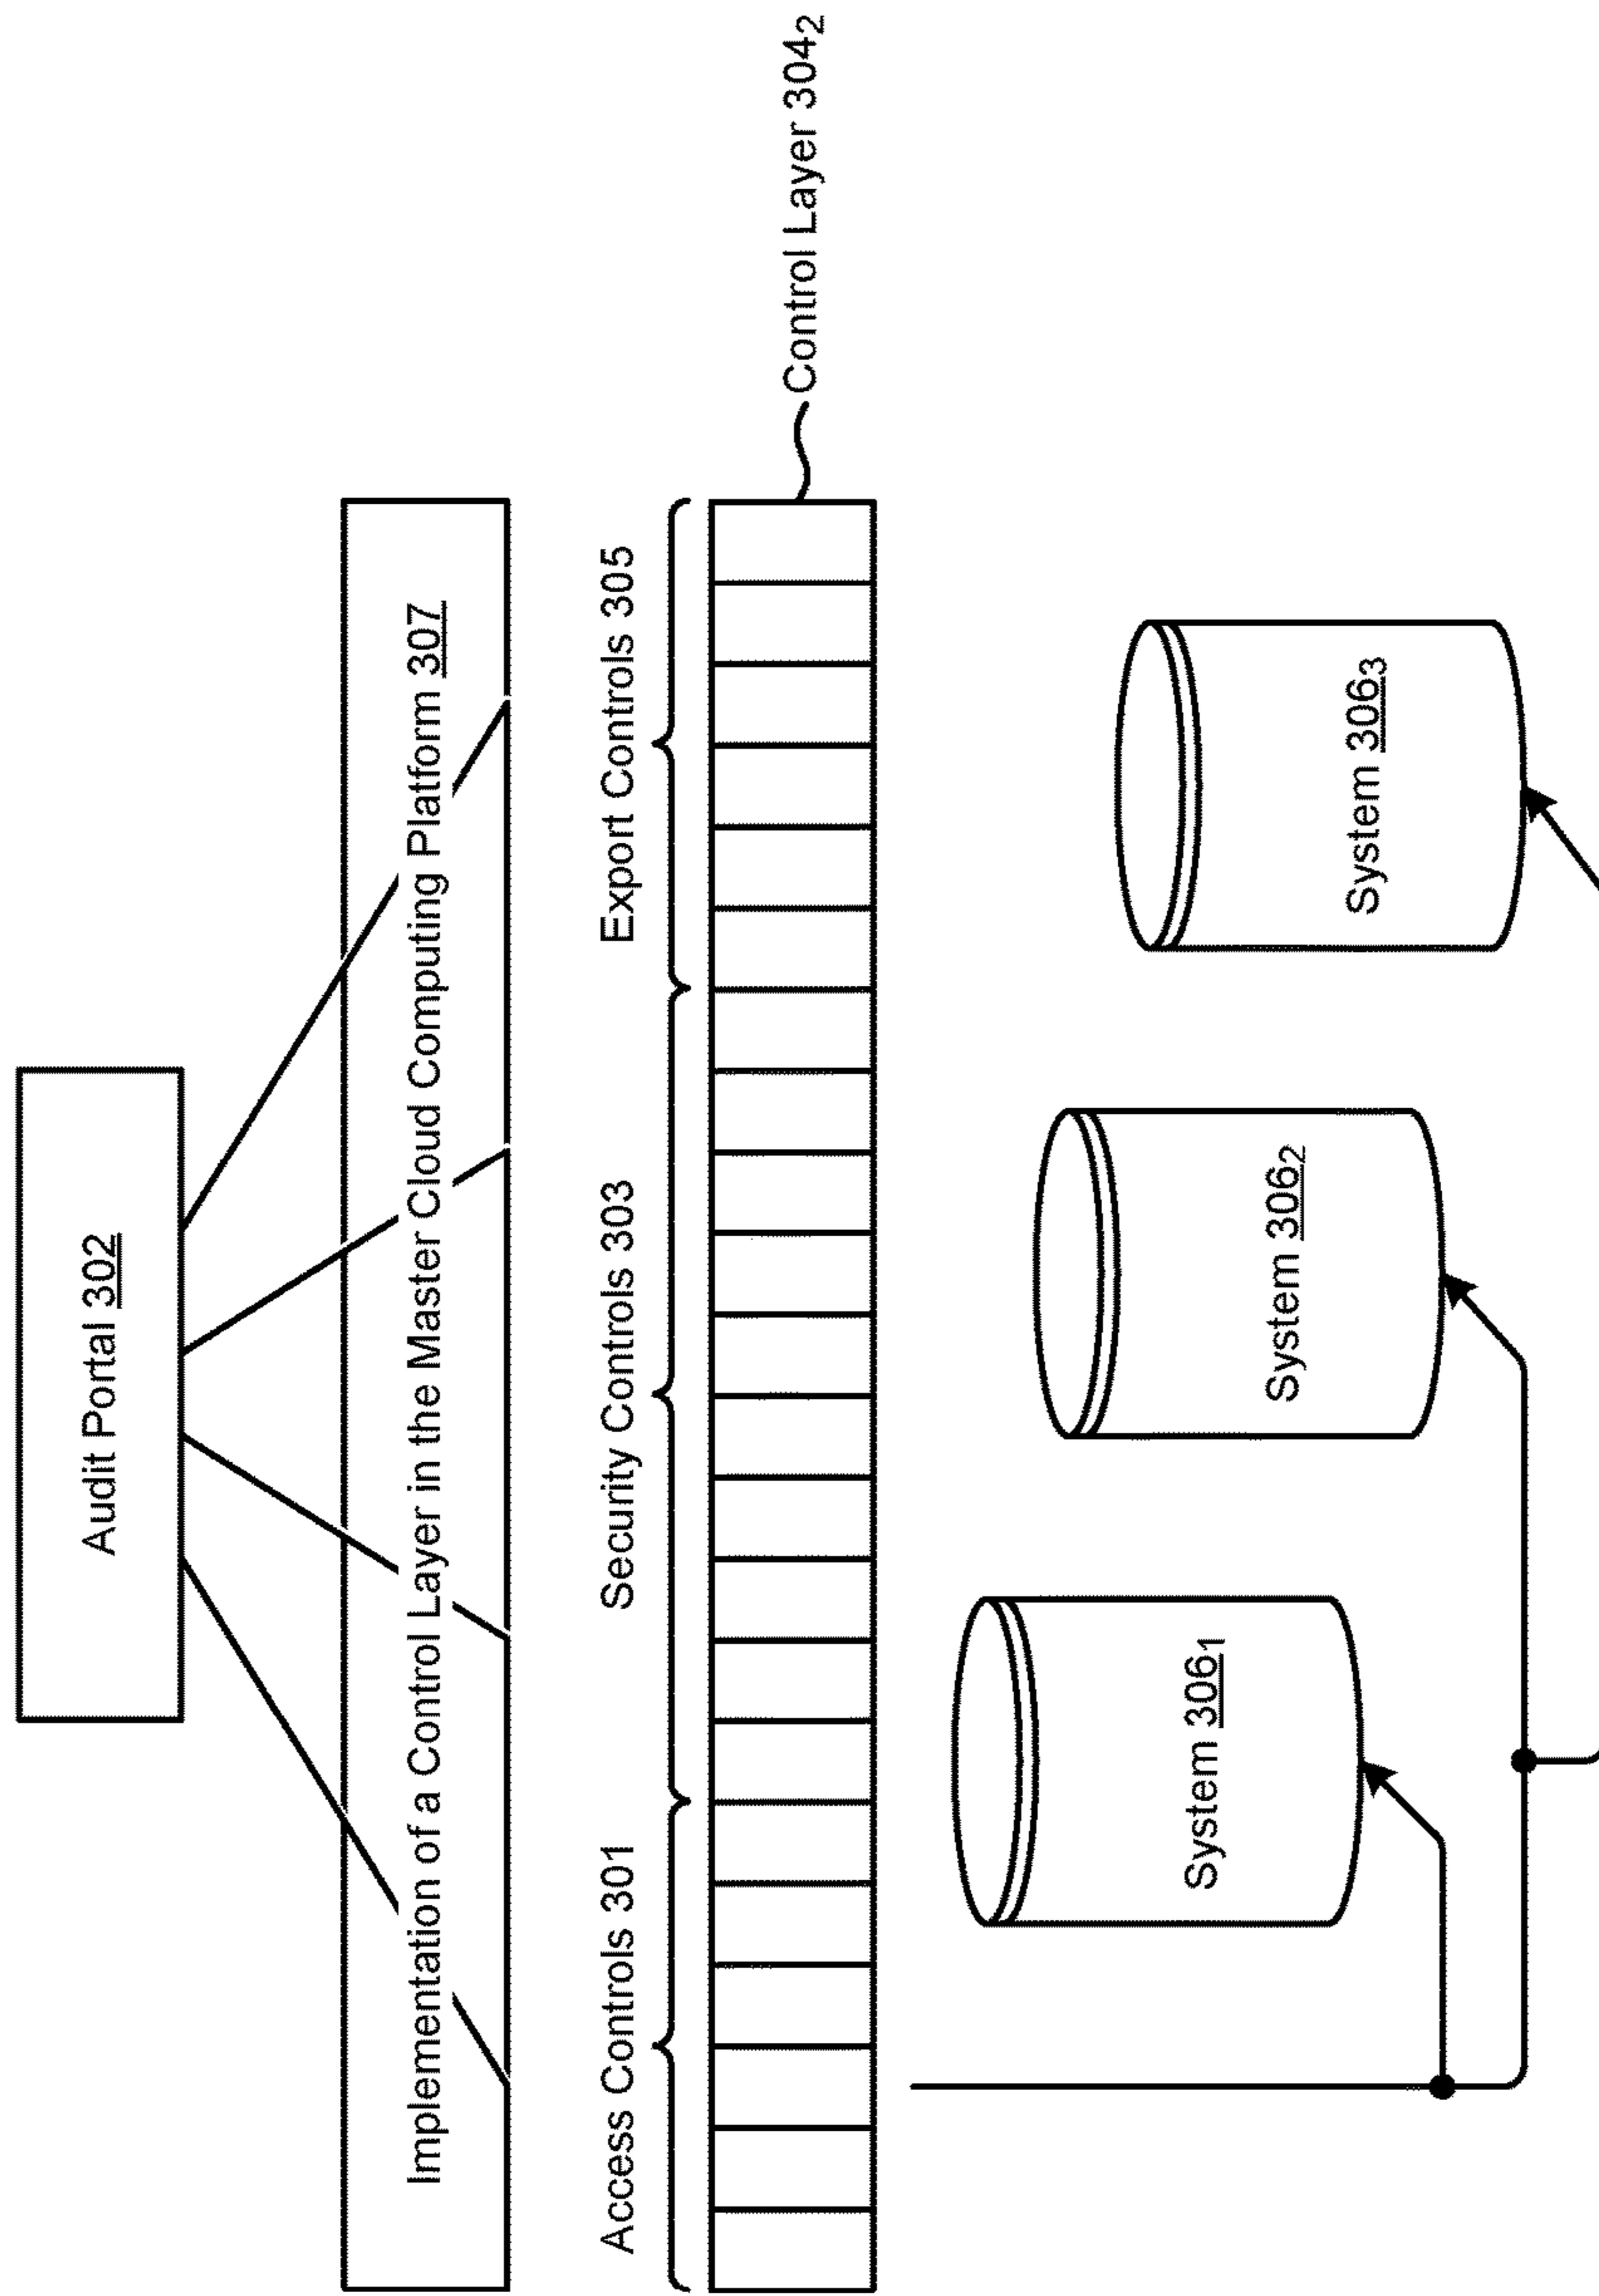 Audit Portal 302
Implementation of a Control Layer in the Master Cloud Computing Platform 307
Access Controls 301
Security Controls 303
Export Controls 305
Control Layer 304₂
System 306₁
System 306₂
System 306₃